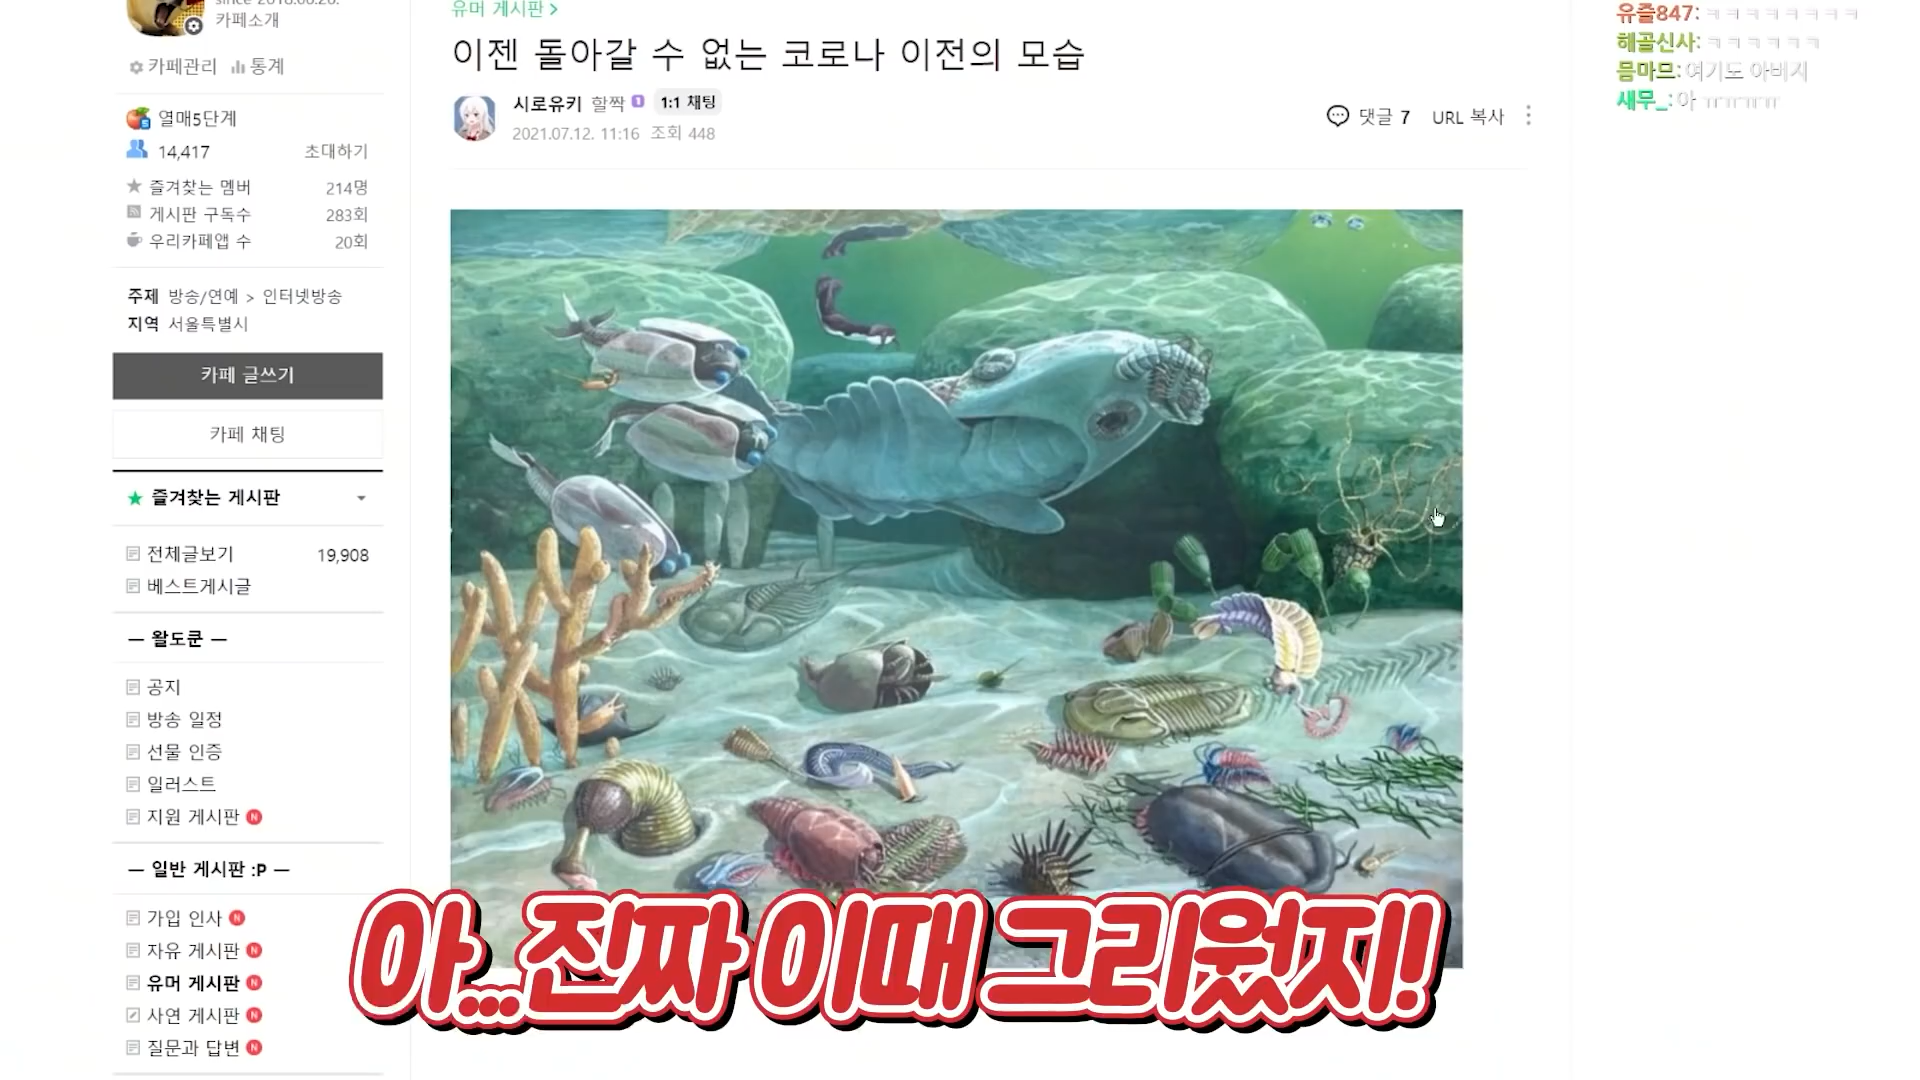 카페소개
카페관리 통계
열매5단계
14,417 초대하기
즐겨찾는 멤버 214명
게시판 구독수 283회
우리카페앱 수 20회
주제 방송/연예 > 인터넷방송
지역 서울특별시
카페 글쓰기
카페 채팅
즐겨찾는 게시판
전체글보기 19,908
베스트게시글
— 왈도쿤 —
공지
방송 일정
선물 인증
일러스트
지원 게시판 N
— 일반 게시판 :P —
가입 인사 N
자유 게시판 N
유머 게시판 N
사연 게시판 N
질문과 답변 N
유머 게시판 >
이젠 돌아갈 수 없는 코로나 이전의 모습
시로유키 할짝 1 1:1 채팅
2021.07.12. 11:16 조회 448
댓글 7 URL 복사
아...진짜 이때 그리웠지!
유즐847: ㅋㅋㅋㅋㅋㅋㅋㅋ
해골신사: ㅋㅋㅋㅋㅋㅋ
믐마므: 여기도 아버지
새무_: 아 ㅠㅠㅠㅠ